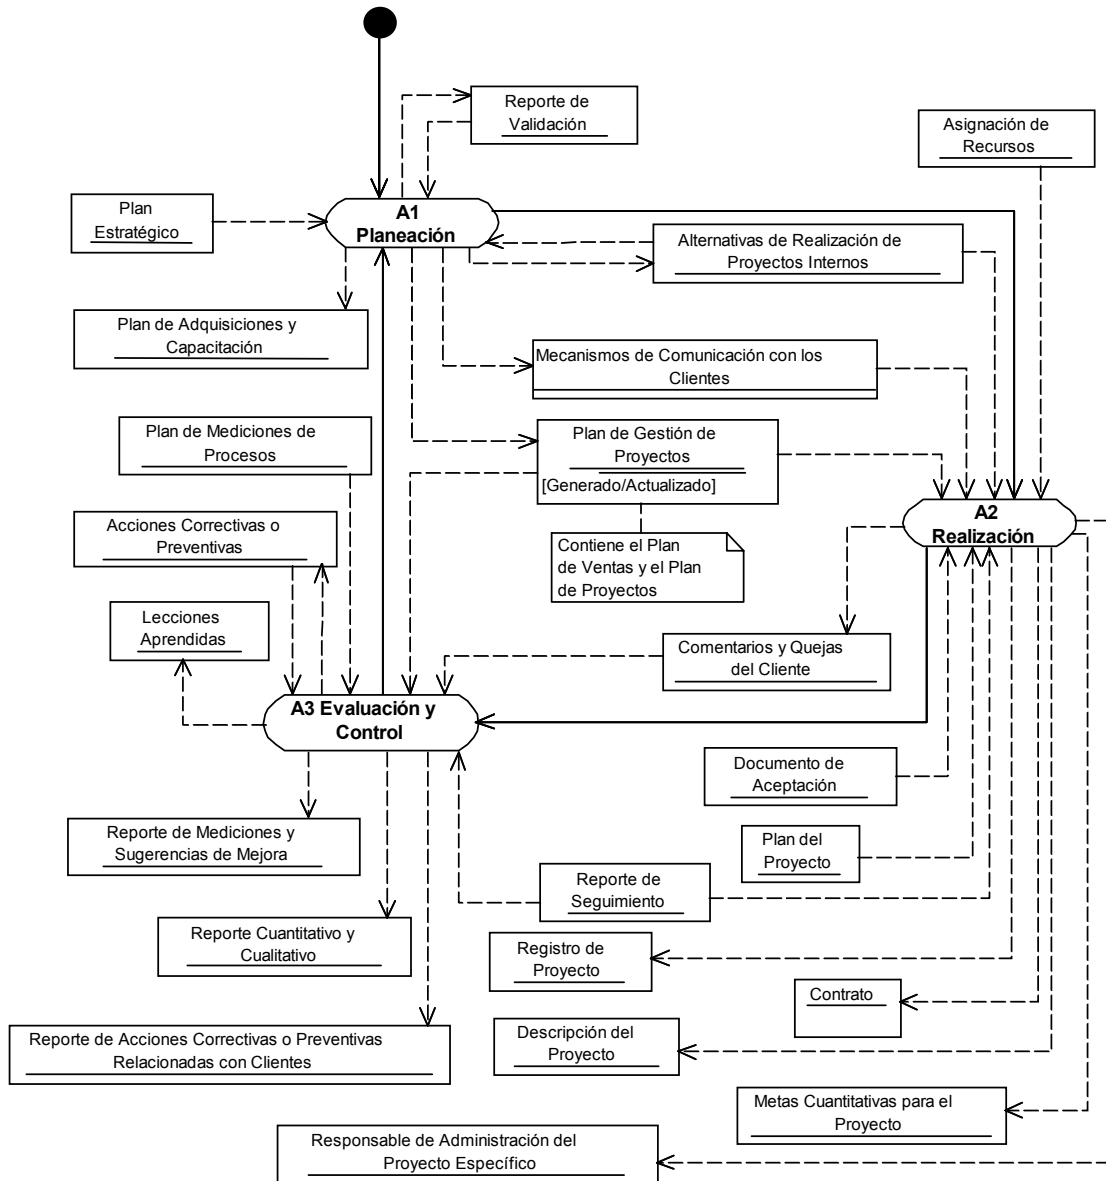 Reporte de
Validación
Asignación de
Recursos
Plan
Estratégico
A1
Planeación
Alternativas de Realización de
Proyectos Internos
Plan de Adquisiciones y
Capacitación
Mecanismos de Comunicación con los
Clientes
Plan de Mediciones de
Procesos
Plan de Gestión de
Proyectos
[Generado/Actualizado]
A2
Realización
Acciones Correctivas o
Preventivas
Contiene el Plan
de Ventas y el Plan
de Proyectos
Lecciones
Aprendidas
Comentarios y Quejas
del Cliente
A3 Evaluación y
Control
Documento de
Aceptación
Reporte de Mediciones y
Sugerencias de Mejora
Plan del
Proyecto
Reporte de
Seguimiento
Reporte Cuantitativo y
Cualitativo
Registro de
Proyecto
Contrato
Reporte de Acciones Correctivas o Preventivas
Relacionadas con Clientes
Descripción del
Proyecto
Metas Cuantitativas para el
Proyecto
Responsable de Administración del
Proyecto Específico